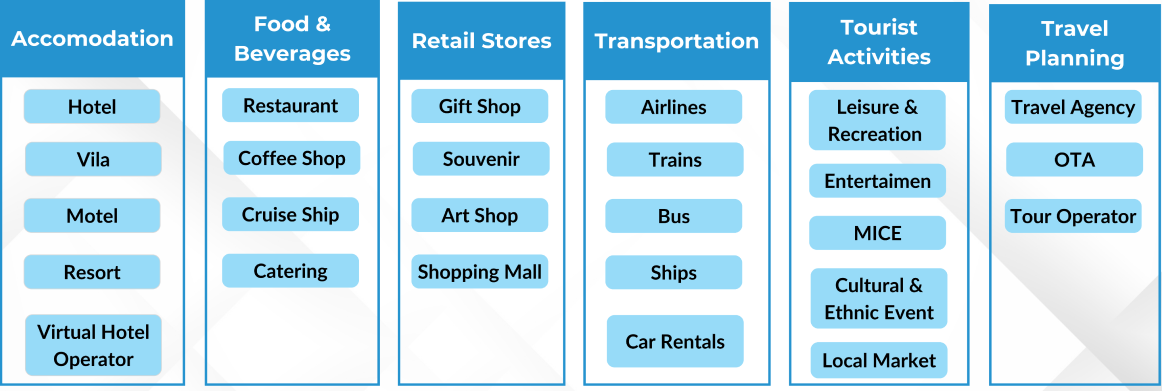 Accomodation
Hotel
Vila
Motel
Resort
Virtual Hotel
Operator
Food &
Beverages
Restaurant
Coffee Shop
Cruise Ship
Catering
Retail Stores
Gift Shop
Souvenir
Art Shop
Shopping Mall
Transportation
Airlines
Trains
Bus
Ships
Car Rentals
Tourist
Activities
Leisure &
Recreation
Entertaimen
MICE
Cultural &
Ethnic Event
Local Market
Travel
Planning
Travel Agency
OTA
Tour Operator